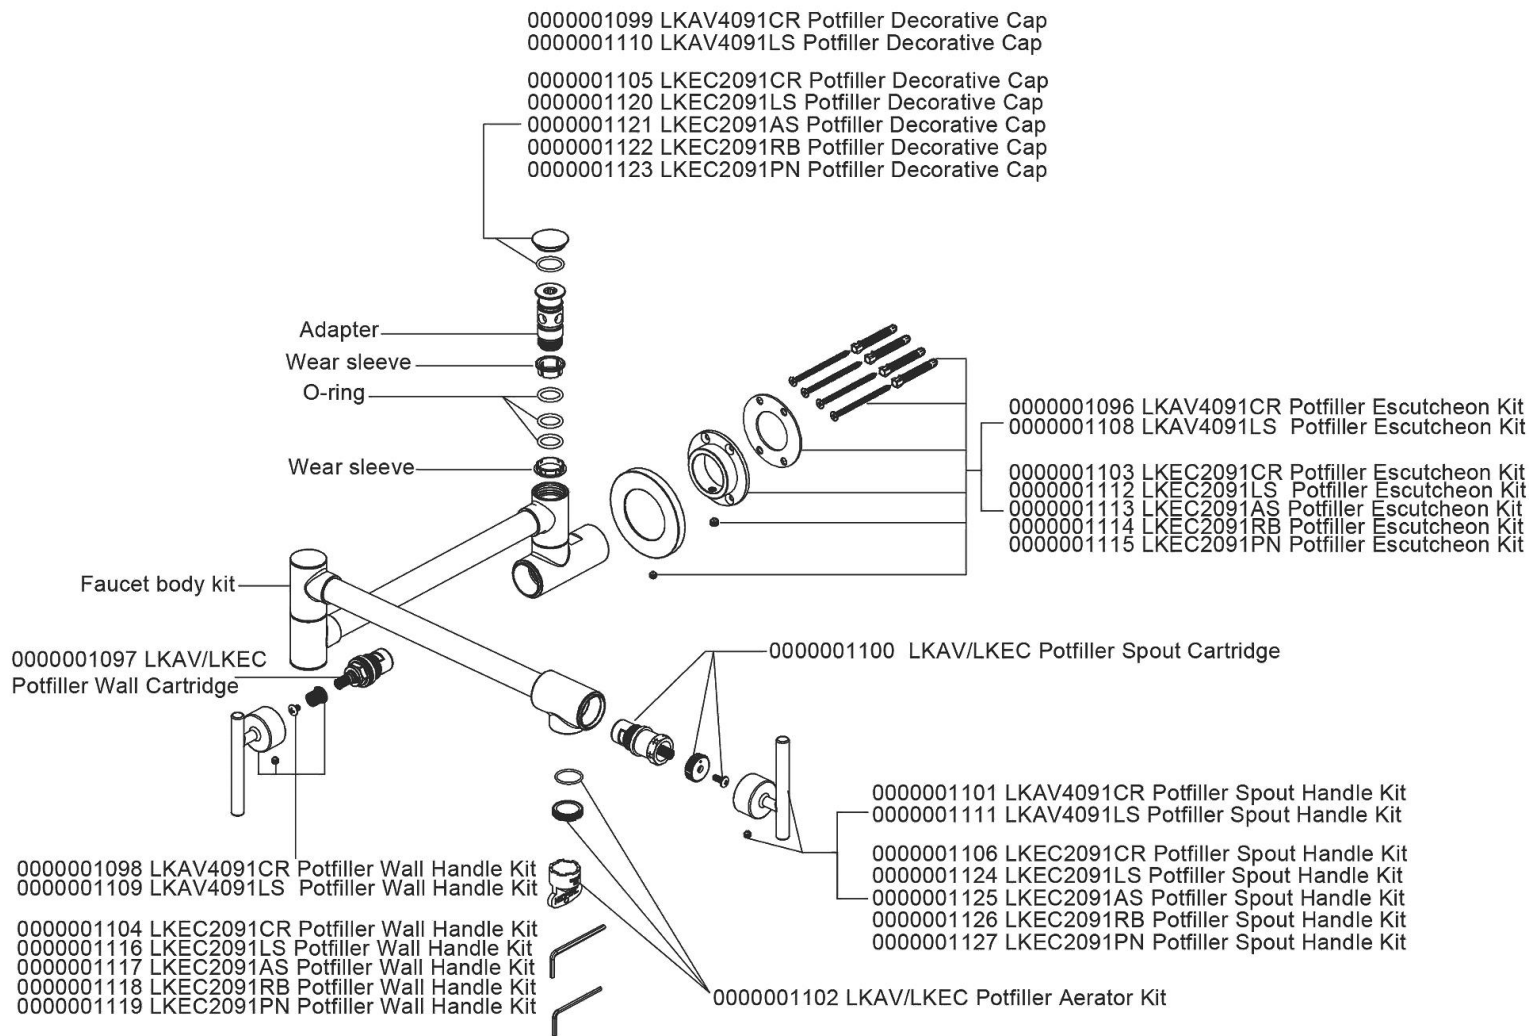 0000001099 LKAV4091CR Potfiller Decorative Cap
0000001110 LKAV4091LS Potfiller Decorative Cap
0000001105 LKEC2091CR Potfiller Decorative Cap
0000001120 LKEC2091LS Potfiller Decorative Cap
0000001121 LKEC2091AS Potfiller Decorative Cap
0000001122 LKEC2091RB Potfiller Decorative Cap
0000001123 LKEC2091PN Potfiller Decorative Cap
Adapter
Wear sleeve
O-ring
Wear sleeve
0000001096 LKAV4091CR Potfiller Escutcheon Kit
0000001108 LKAV4091LS Potfiller Escutcheon Kit
0000001103 LKEC2091CR Potfiller Escutcheon Kit
0000001112 LKEC2091LS Potfiller Escutcheon Kit
0000001113 LKEC2091AS Potfiller Escutcheon Kit
0000001114 LKEC2091RB Potfiller Escutcheon Kit
0000001115 LKEC2091PN Potfiller Escutcheon Kit
Faucet body kit
0000001097 LKAV/LKEC
Potfiller Wall Cartridge
0000001100 LKAV/LKEC Potfiller Spout Cartridge
0000001101 LKAV4091CR Potfiller Spout Handle Kit
0000001111 LKAV4091LS Potfiller Spout Handle Kit
0000001106 LKEC2091CR Potfiller Spout Handle Kit
0000001124 LKEC2091LS Potfiller Spout Handle Kit
0000001125 LKEC2091AS Potfiller Spout Handle Kit
0000001126 LKEC2091RB Potfiller Spout Handle Kit
0000001127 LKEC2091PN Potfiller Spout Handle Kit
0000001098 LKAV4091CR Potfiller Wall Handle Kit
0000001109 LKAV4091LS Potfiller Wall Handle Kit
0000001104 LKEC2091CR Potfiller Wall Handle Kit
0000001116 LKEC2091LS Potfiller Wall Handle Kit
0000001117 LKEC2091AS Potfiller Wall Handle Kit
0000001118 LKEC2091RB Potfiller Wall Handle Kit
0000001119 LKEC2091PN Potfiller Wall Handle Kit
0000001102 LKAV/LKEC Potfiller Aerator Kit